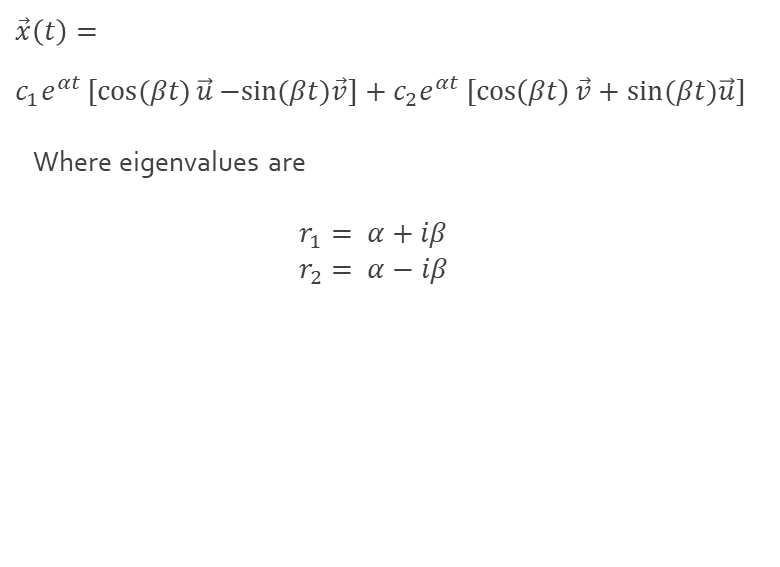 x⃗(t) =
c₁e^{αt} [cos(βt) u⃗ −sin(βt)v⃗] + c₂e^{αt} [cos(βt) v⃗ + sin(βt)u⃗]
Where eigenvalues are
r₁ = α + iβ
r₂ = α − iβ